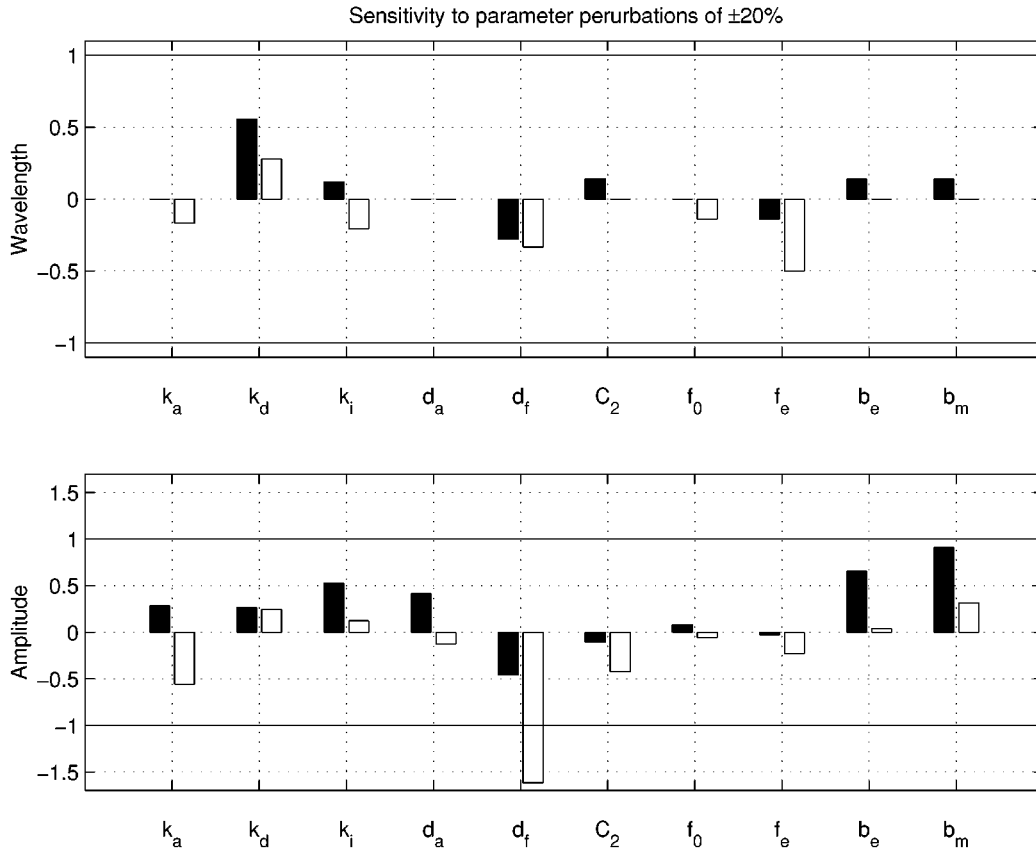 Sensitivity to parameter perurbations of ±20%
1
0.5
0
−0.5
−1
Wavelength
k_a k_d k_i d_a d_f C_2 f_0 f_e b_e b_m
1.5
1
0.5
0
−0.5
−1
−1.5
Amplitude
k_a k_d k_i d_a d_f C_2 f_0 f_e b_e b_m